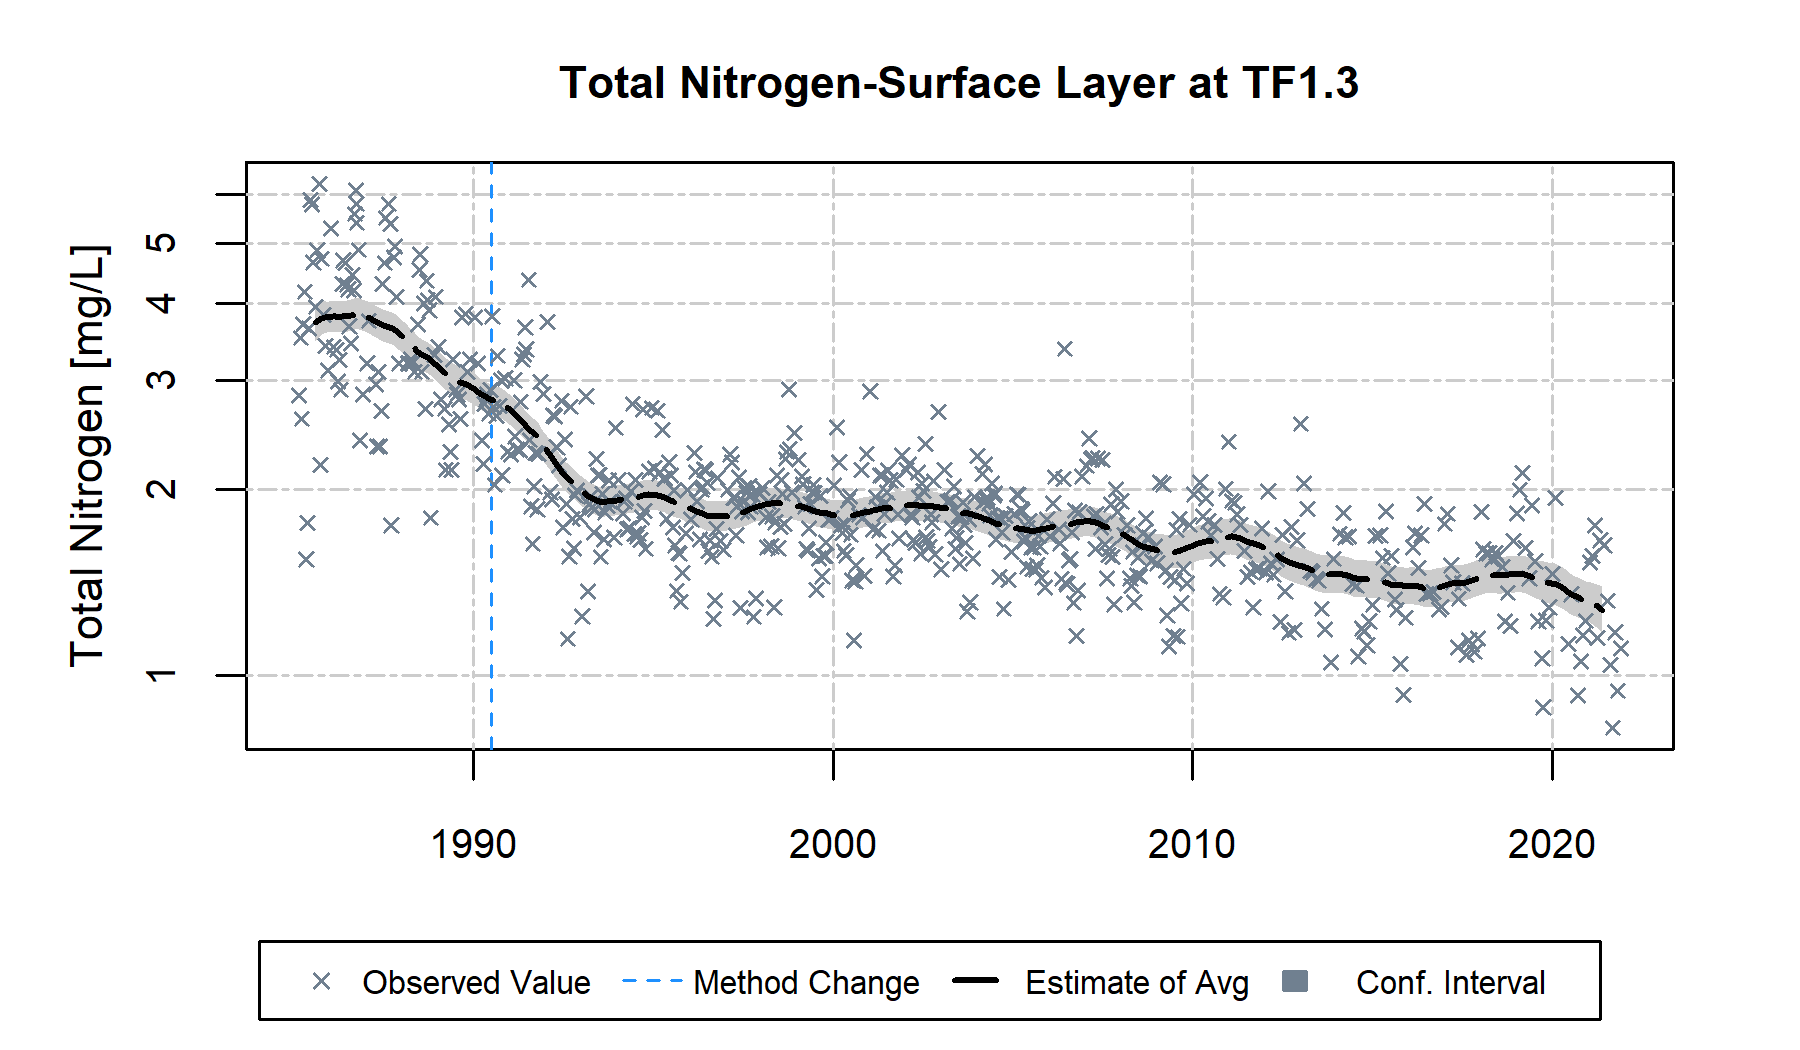 Total Nitrogen-Surface Layer at TF1.3
Total Nitrogen [mg/L]
5
4
3
2
1
1990 2000 2010 2020
Observed Value Method Change Estimate of Avg Conf. Interval